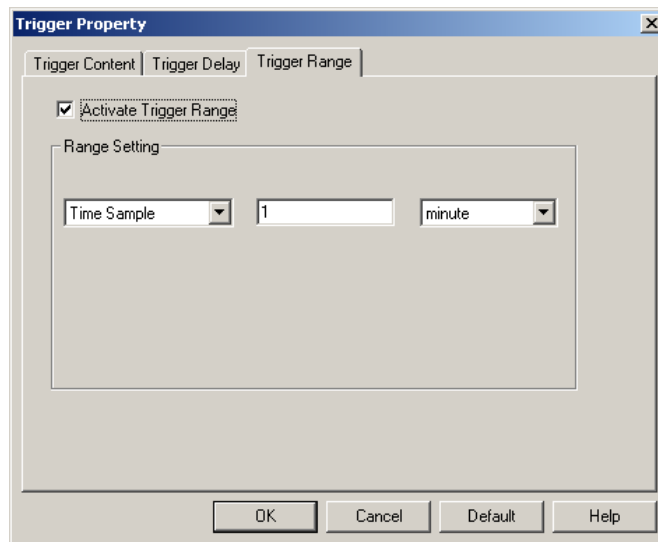 Trigger Property
Trigger Content Trigger Delay Trigger Range
Activate Trigger Range
Range Setting
Time Sample 1 minute
OK Cancel Default Help